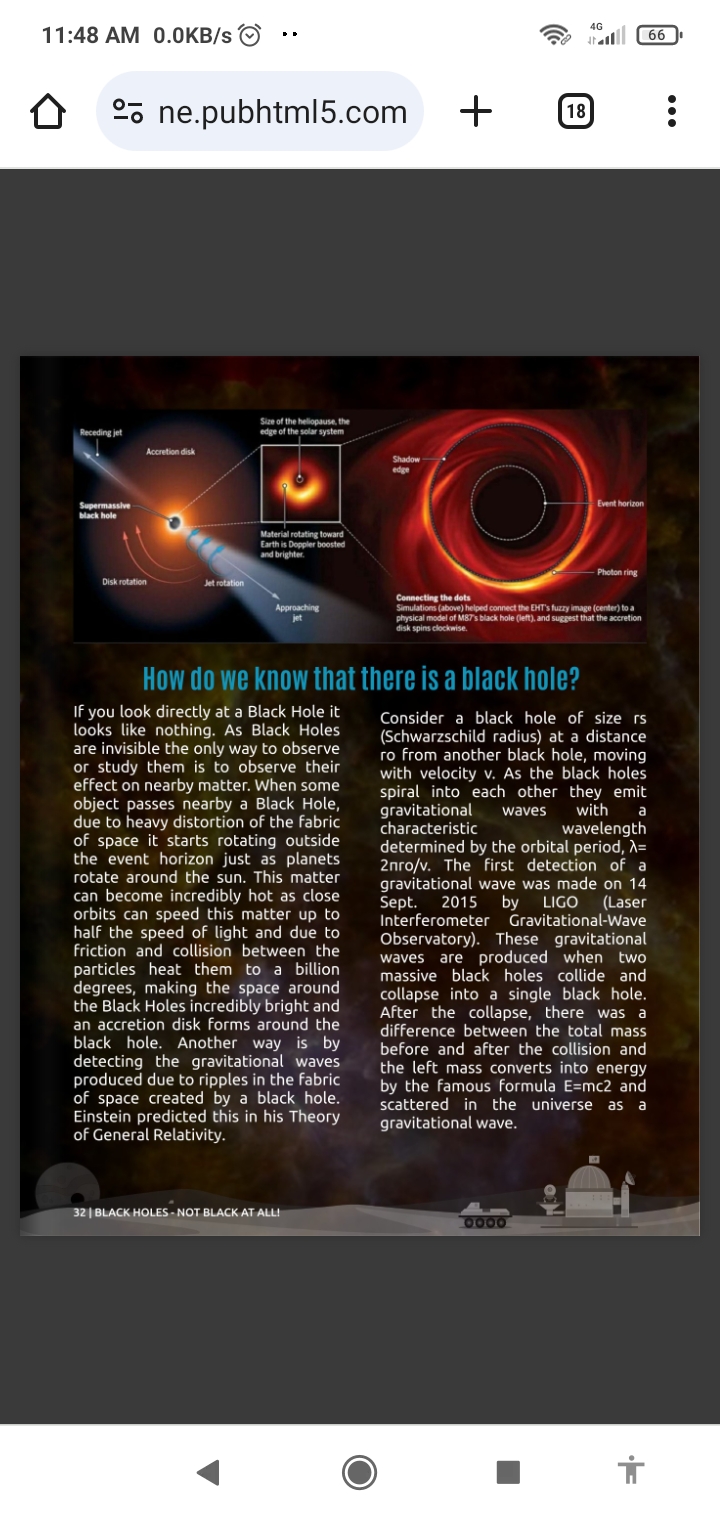 11:48 AM 0.0KB/s
4G
66
ne.pubhtml5.com
18
Receding jet
Accretion disk
Supermassive
black hole
Disk rotation
Jet rotation
Approaching
jet
Size of the heliopause, the
edge of the solar system
Material rotating toward
Earth is Doppler boosted
and brighter.
Shadow
edge
Event horizon
Photon ring
Connecting the dots
Simulations (above) helped connect the EHT's fuzzy image (center) to a
physical model of M87's black hole (left), and suggest that the accretion
disk spins clockwise.
How do we know that there is a black hole?
If you look directly at a Black Hole it
looks like nothing. As Black Holes
are invisible the only way to observe
or study them is to observe their
effect on nearby matter. When some
object passes nearby a Black Hole,
due to heavy distortion of the fabric
of space it starts rotating outside
the event horizon just as planets
rotate around the sun. This matter
can become incredibly hot as close
orbits can speed this matter up to
half the speed of light and due to
friction and collision between the
particles heat them to a billion
degrees, making the space around
the Black Holes incredibly bright and
an accretion disk forms around the
black hole. Another way is by
detecting the gravitational waves
produced due to ripples in the fabric
of space created by a black hole.
Einstein predicted this in his Theory
of General Relativity.
Consider a black hole of size rs
(Schwarzschild radius) at a distance
ro from another black hole, moving
with velocity v. As the black holes
spiral into each other they emit
gravitational waves with a
characteristic wavelength
determined by the orbital period, λ=
2πro/v. The first detection of a
gravitational wave was made on 14
Sept. 2015 by LIGO (Laser
Interferometer Gravitational-Wave
Observatory). These gravitational
waves are produced when two
massive black holes collide and
collapse into a single black hole.
After the collapse, there was a
difference between the total mass
before and after the collision and
the left mass converts into energy
by the famous formula E=mc2 and
scattered in the universe as a
gravitational wave.
32 | BLACK HOLES - NOT BLACK AT ALL!